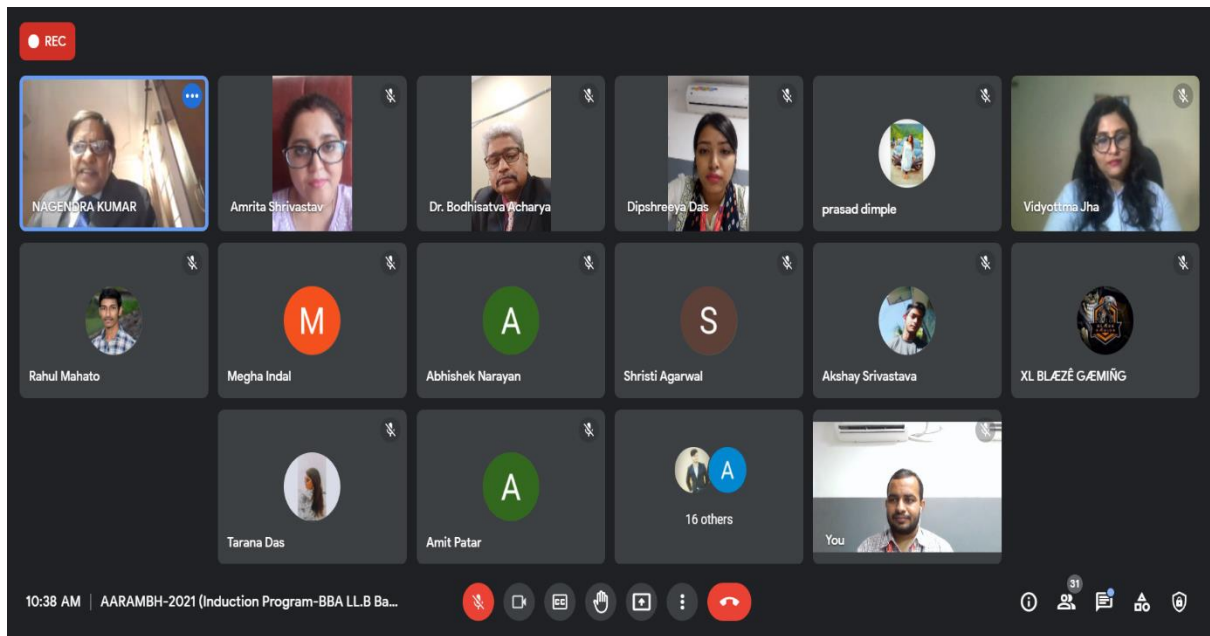 REC
NAGENDRA KUMAR
Amrita Shrivastav
Dr. Bodhisatva Acharya
Dipshreeya Das
prasad dimple
Vidyottma Jha
Rahul Mahato
M
Megha Indal
A
Abhishek Narayan
S
Shristi Agarwal
Akshay Srivastava
XL BLÆZÊ GÆMIÑG
Tarana Das
A
Amit Patar
A
16 others
You
10:38 AM | AARAMBH-2021 (Induction Program-BBA LL.B Ba...
CC
31